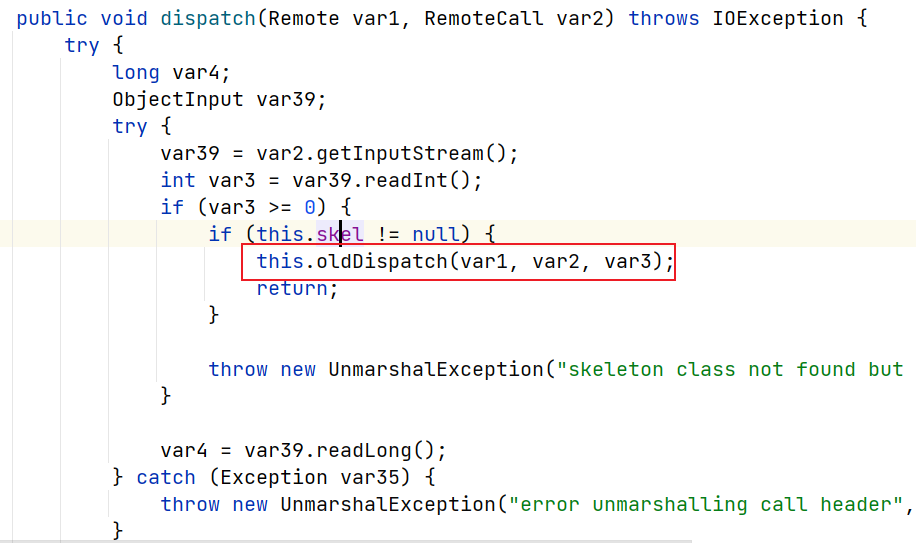 public void dispatch(Remote var1, RemoteCall var2) throws IOException {
try {
long var4;
ObjectInput var39;
try {
var39 = var2.getInputStream();
int var3 = var39.readInt();
if (var3 >= 0) {
if (this.skel != null) {
this.oldDispatch(var1, var2, var3);
return;
}
throw new UnmarshalException("skeleton class not found but
}
var4 = var39.readLong();
} catch (Exception var35) {
throw new UnmarshalException("error unmarshalling call header",
}